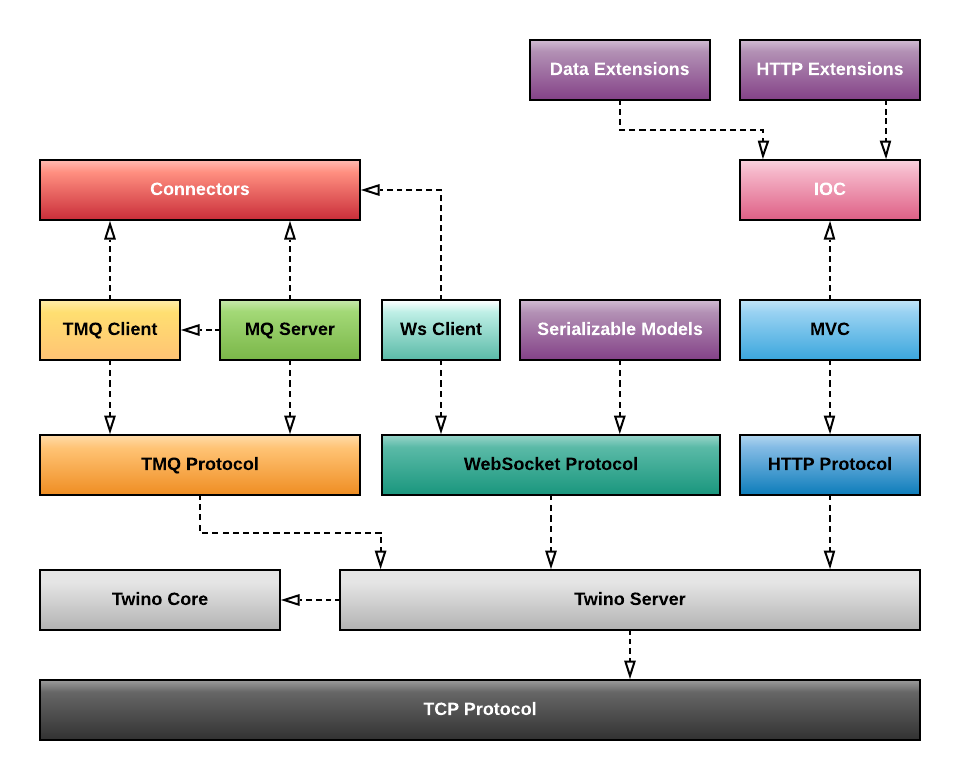 Data Extensions
HTTP Extensions
Connectors
IOC
TMQ Client
MQ Server
Ws Client
Serializable Models
MVC
TMQ Protocol
WebSocket Protocol
HTTP Protocol
Twino Core
Twino Server
TCP Protocol